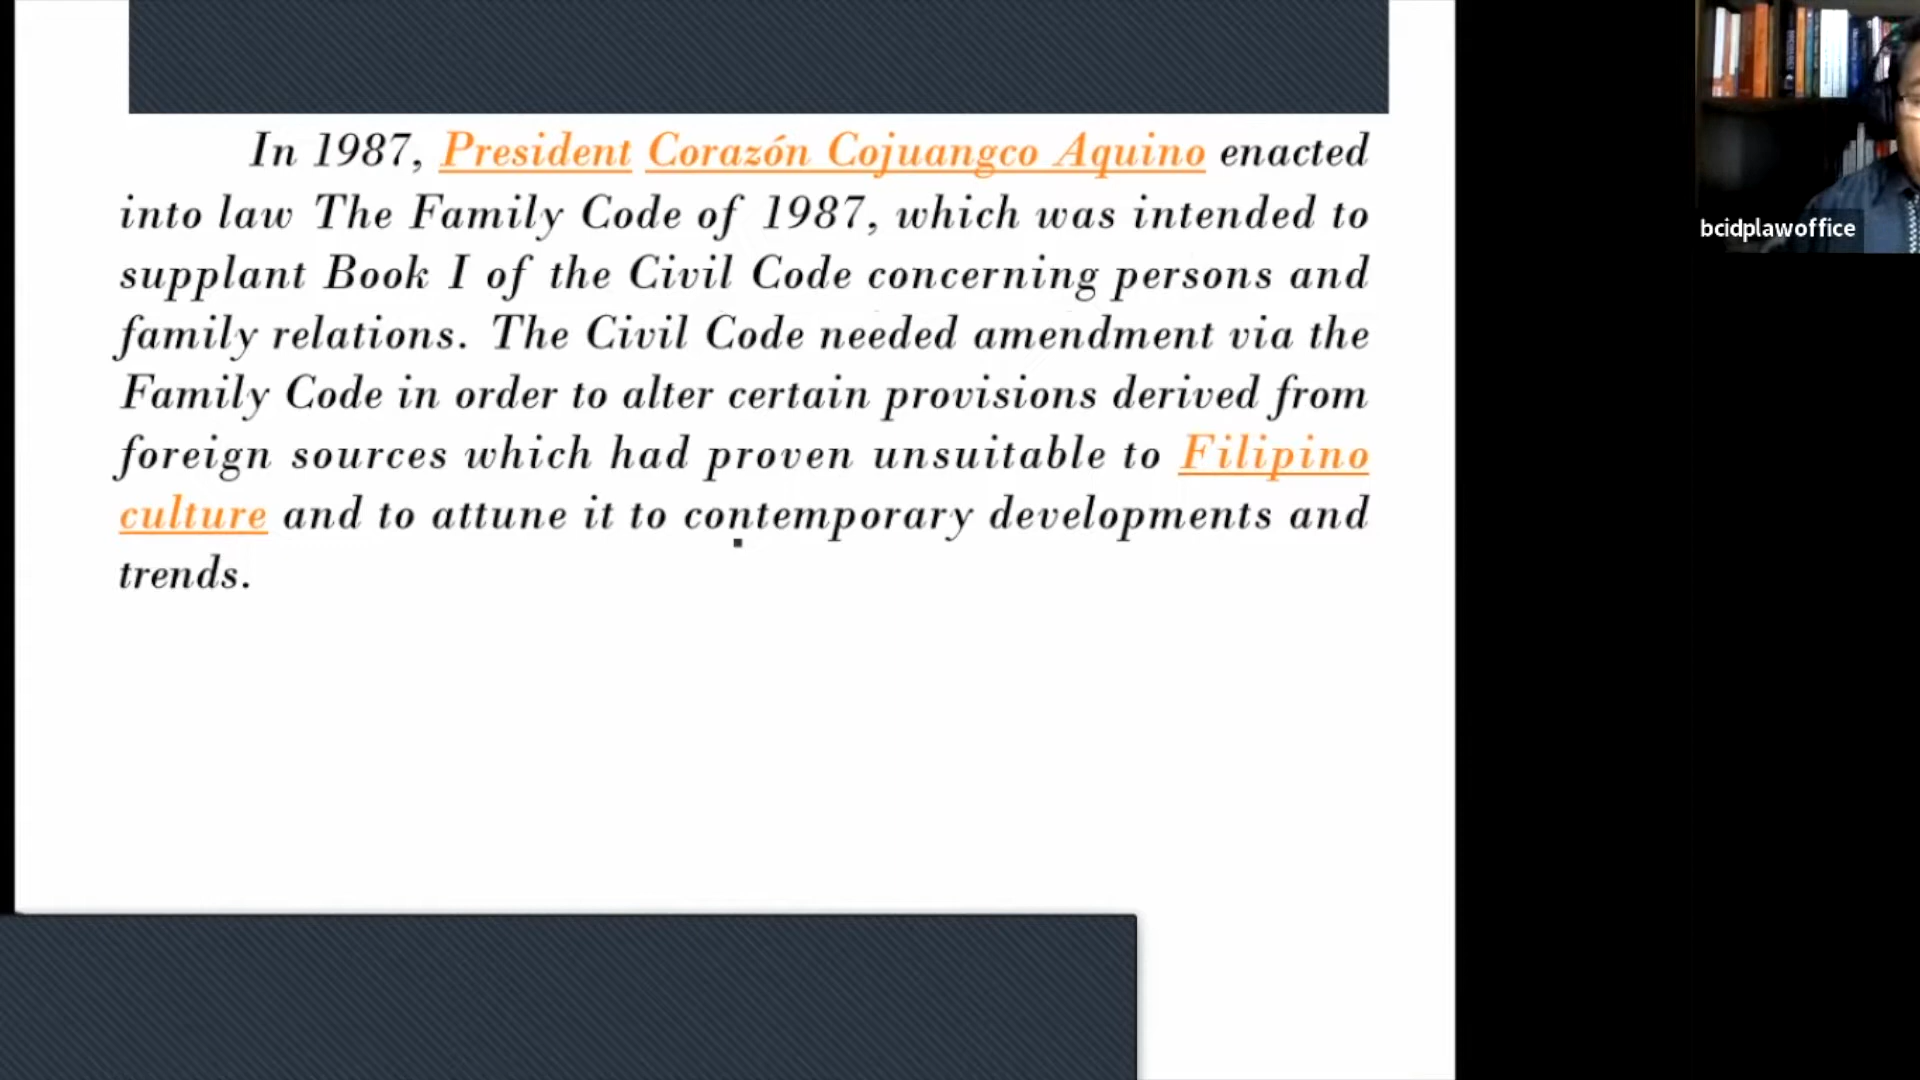 In 1987, President Corazón Cojuangco Aquino enacted
into law The Family Code of 1987, which was intended to
supplant Book I of the Civil Code concerning persons and
family relations. The Civil Code needed amendment via the
Family Code in order to alter certain provisions derived from
foreign sources which had proven unsuitable to Filipino
culture and to attune it to contemporary developments and
trends.
bcidplawoffice